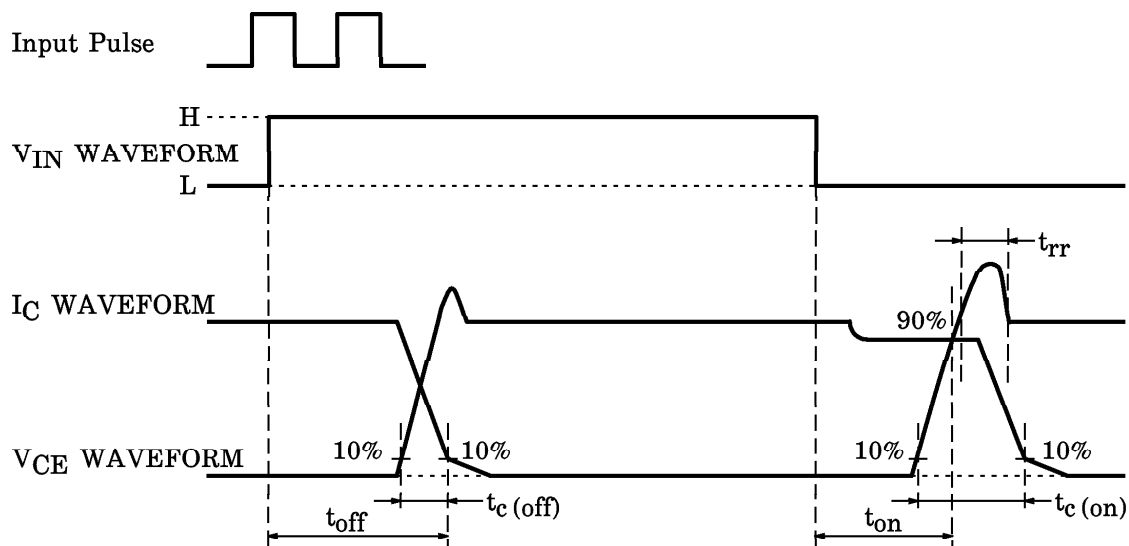 Input Pulse
H
VIN WAVEFORM
L
trr
IC WAVEFORM
90%
10%
10%
10%
10%
VCE WAVEFORM
tc (off)
tc (on)
toff
ton